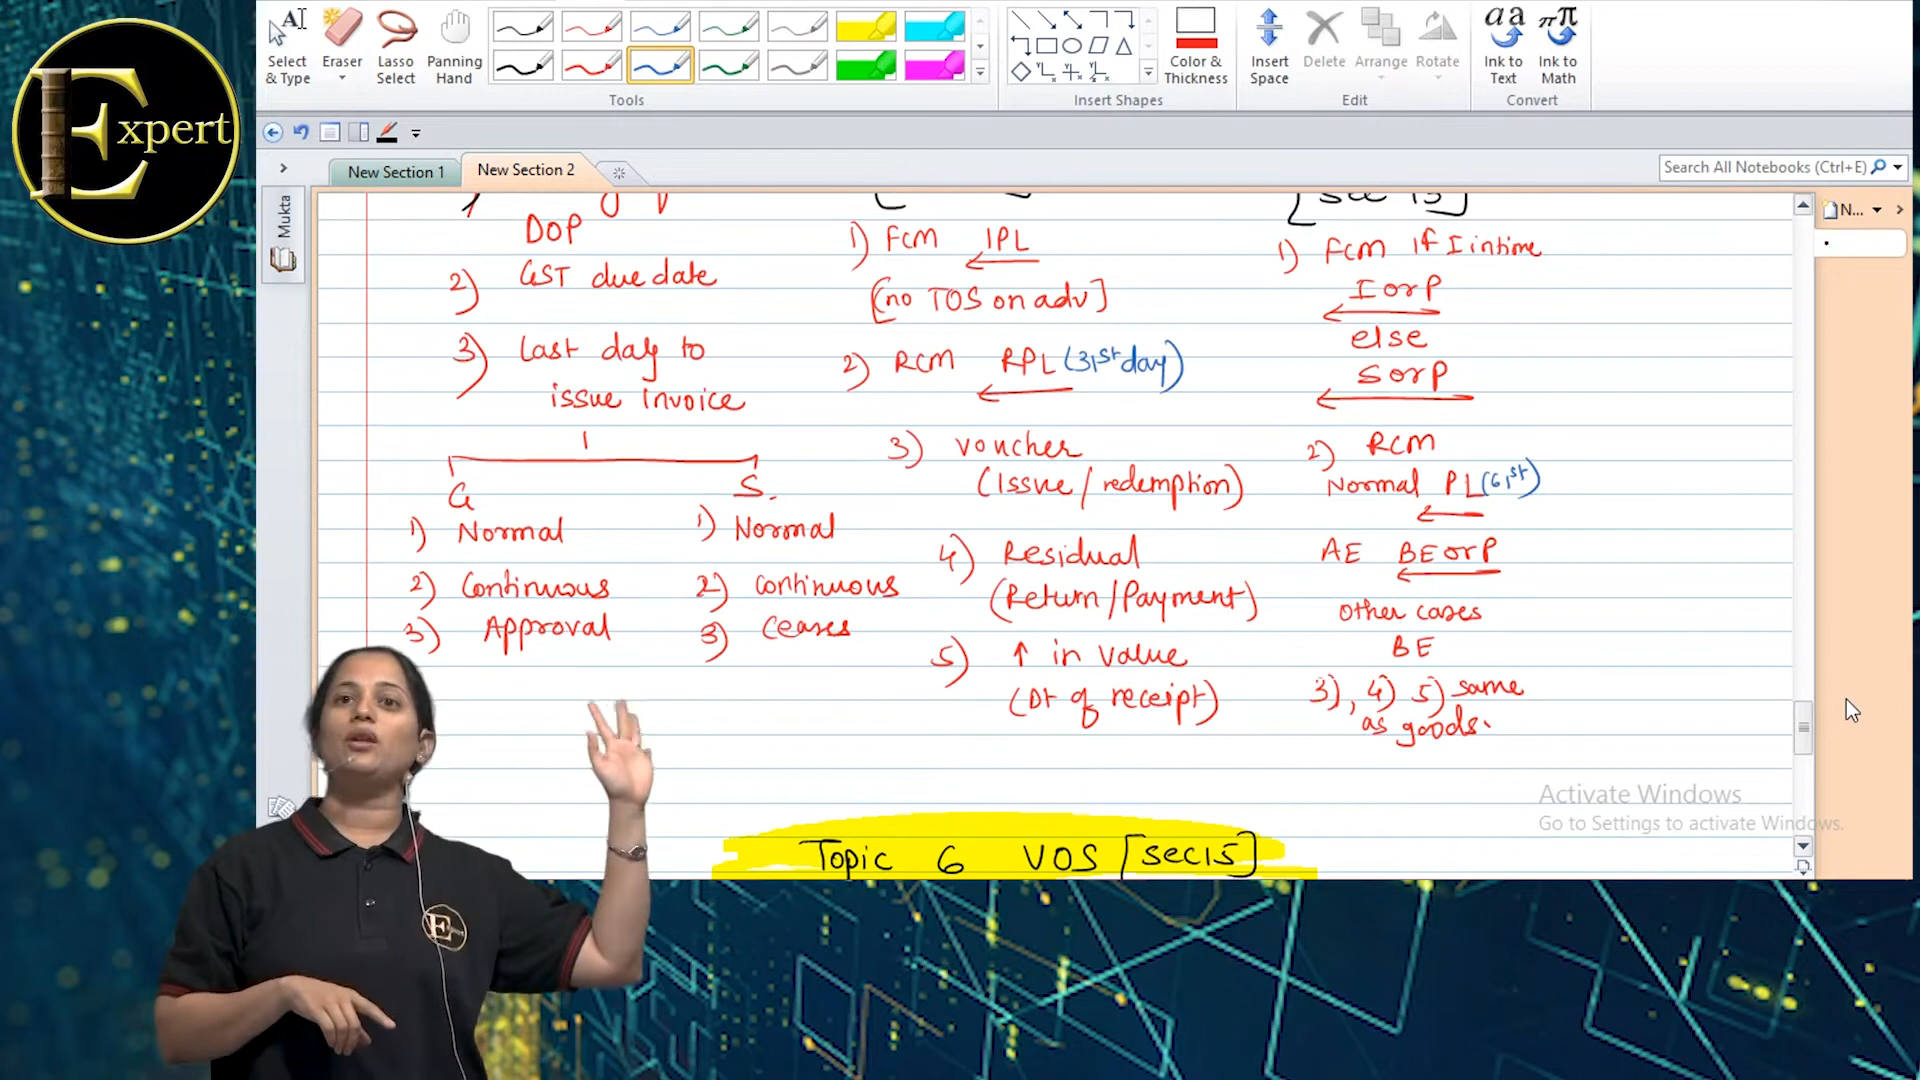 Expert
Select & Type
Eraser
Lasso Select
Panning Hand
Tools
Insert Shapes
Color & Thickness
Insert Space
Delete
Arrange
Rotate
Edit
Ink to Text
Ink to Math
Convert
New Section 1
New Section 2
Search All Notebooks (Ctrl+E)
Mukta
N...
DOP
2) GST due date
3) Last day to
issue invoice
G
1) Normal
2) Continuous
3) Approval
S.
1) Normal
2) Continuous
3) Ceases
1) FCM IPL
[no TOS on adv]
2) RCM RPL (31st day)
3) Voucher
(Issue / redemption)
4) Residual
(Return / Payment)
5) ↑ in value
(Dt of receipt)
1) FCM If I intime
I or P
else
S or P
2) RCM
Normal PL (61st)
AE BE or P
Other cases
BE
3), 4) 5) same
as goods.
Activate Windows
Go to Settings to activate Windows.
Topic 6 VOS [sec 15]